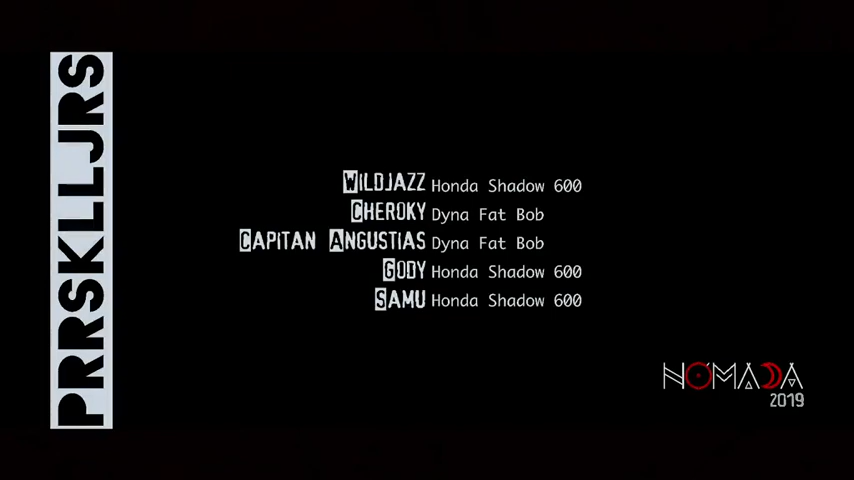 PRRSKLLJRS
WILDJAZZ Honda Shadow 600
CHEROKY Dyna Fat Bob
CAPITAN ANGUSTIAS Dyna Fat Bob
GODY Honda Shadow 600
SAMU Honda Shadow 600
NÓMADA
2019